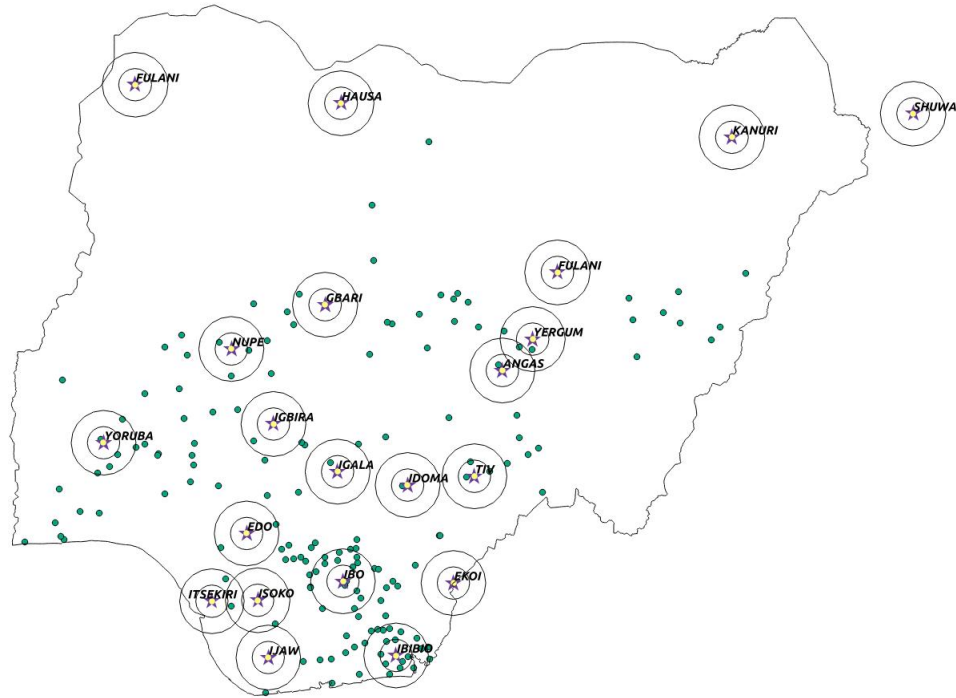 FULANI
HAUSA
SHUWA
KANURI
FULANI
GBARI
YERGUM
NUPE
ANGAS
IGBIRA
YORUBA
IGALA
TIV
IDOMA
EDO
IBO
EKOI
ITSEKIRI
ISOKO
IJAW
IBIBIO